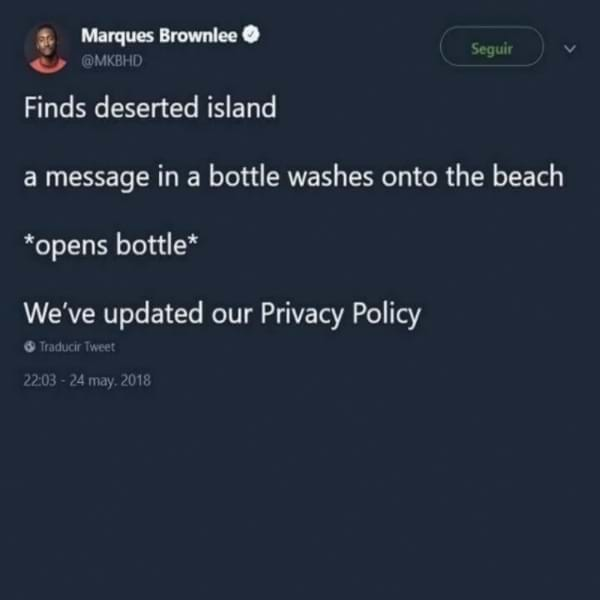 Marques Brownlee
@MKBHD
Seguir
Finds deserted island
a message in a bottle washes onto the beach
*opens bottle*
We've updated our Privacy Policy
Traducir Tweet
22:03 - 24 may. 2018